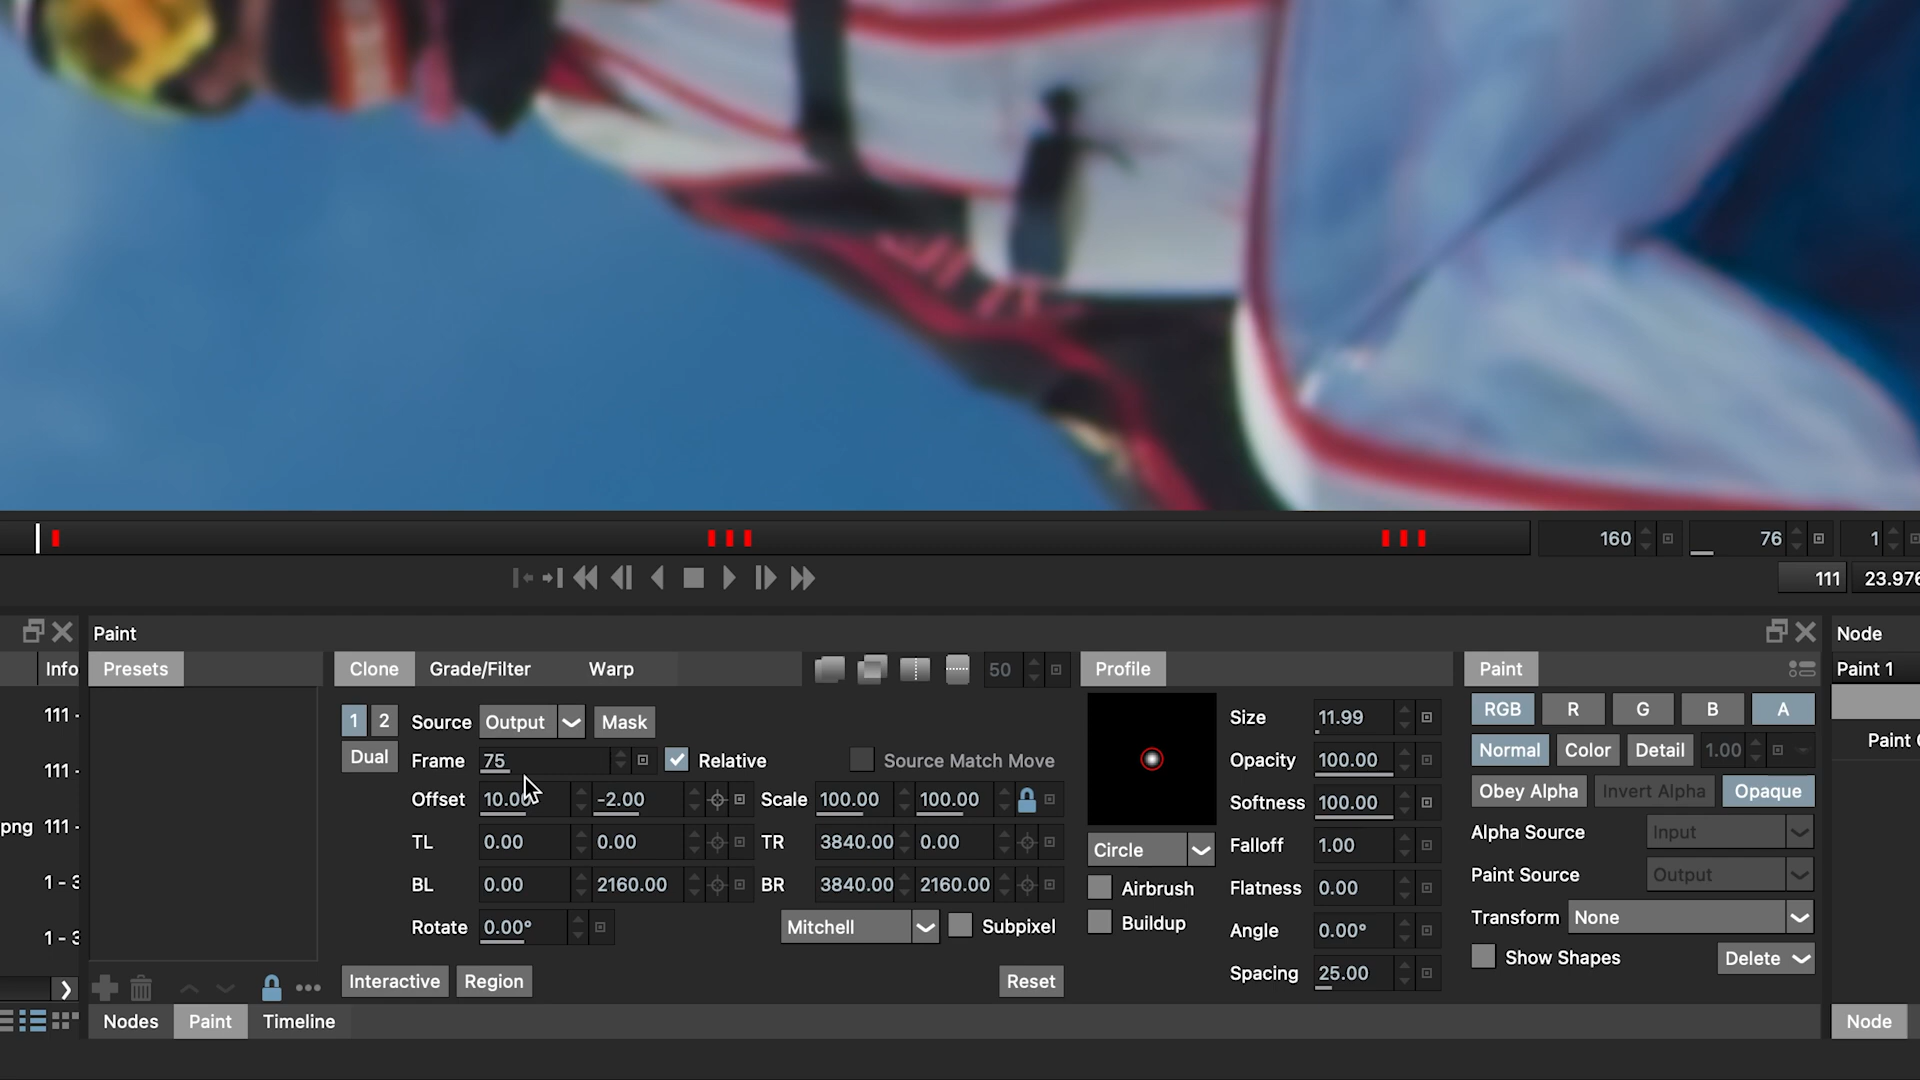 160 76 1
111 23.976
Paint Node
Info Presets Clone Grade/Filter Warp 50 Profile Paint Paint 1
111 - 1 2 Source Output Mask Size 11.99 RGB R G B A
Dual Frame 75 Relative Source Match Move Opacity 100.00 Normal Color Detail 1.00 Paint
111 - Offset 10.00 -2.00 Scale 100.00 100.00 Softness 100.00 Obey Alpha Invert Alpha Opaque
png 111 - TL 0.00 0.00 TR 3840.00 0.00 Circle Falloff 1.00 Alpha Source Input
1 - 3 BL 0.00 2160.00 BR 3840.00 2160.00 Airbrush Flatness 0.00 Paint Source Output
1 - 3 Rotate 0.00° Mitchell Subpixel Buildup Angle 0.00° Transform None
Show Shapes Delete
Interactive Region Reset Spacing 25.00
Nodes Paint Timeline Node